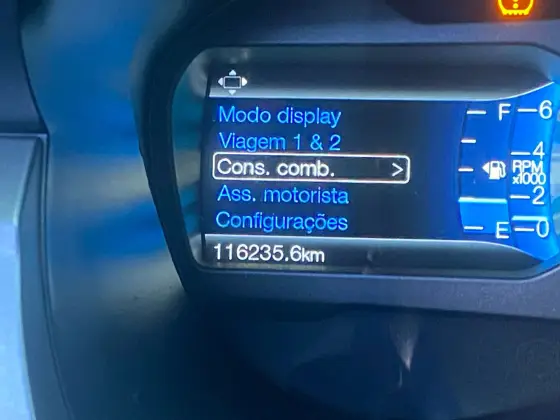 Modo display
Viagem 1 & 2
Cons. comb. >
Ass. motorista
Configurações
116235.6km
F
E
6
4
RPM
x1000
2
0